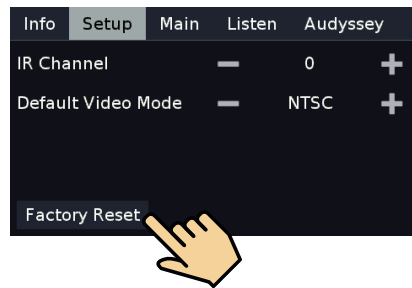 Info Setup Main Listen Audyssey
IR Channel 0
Default Video Mode NTSC
Factory Reset